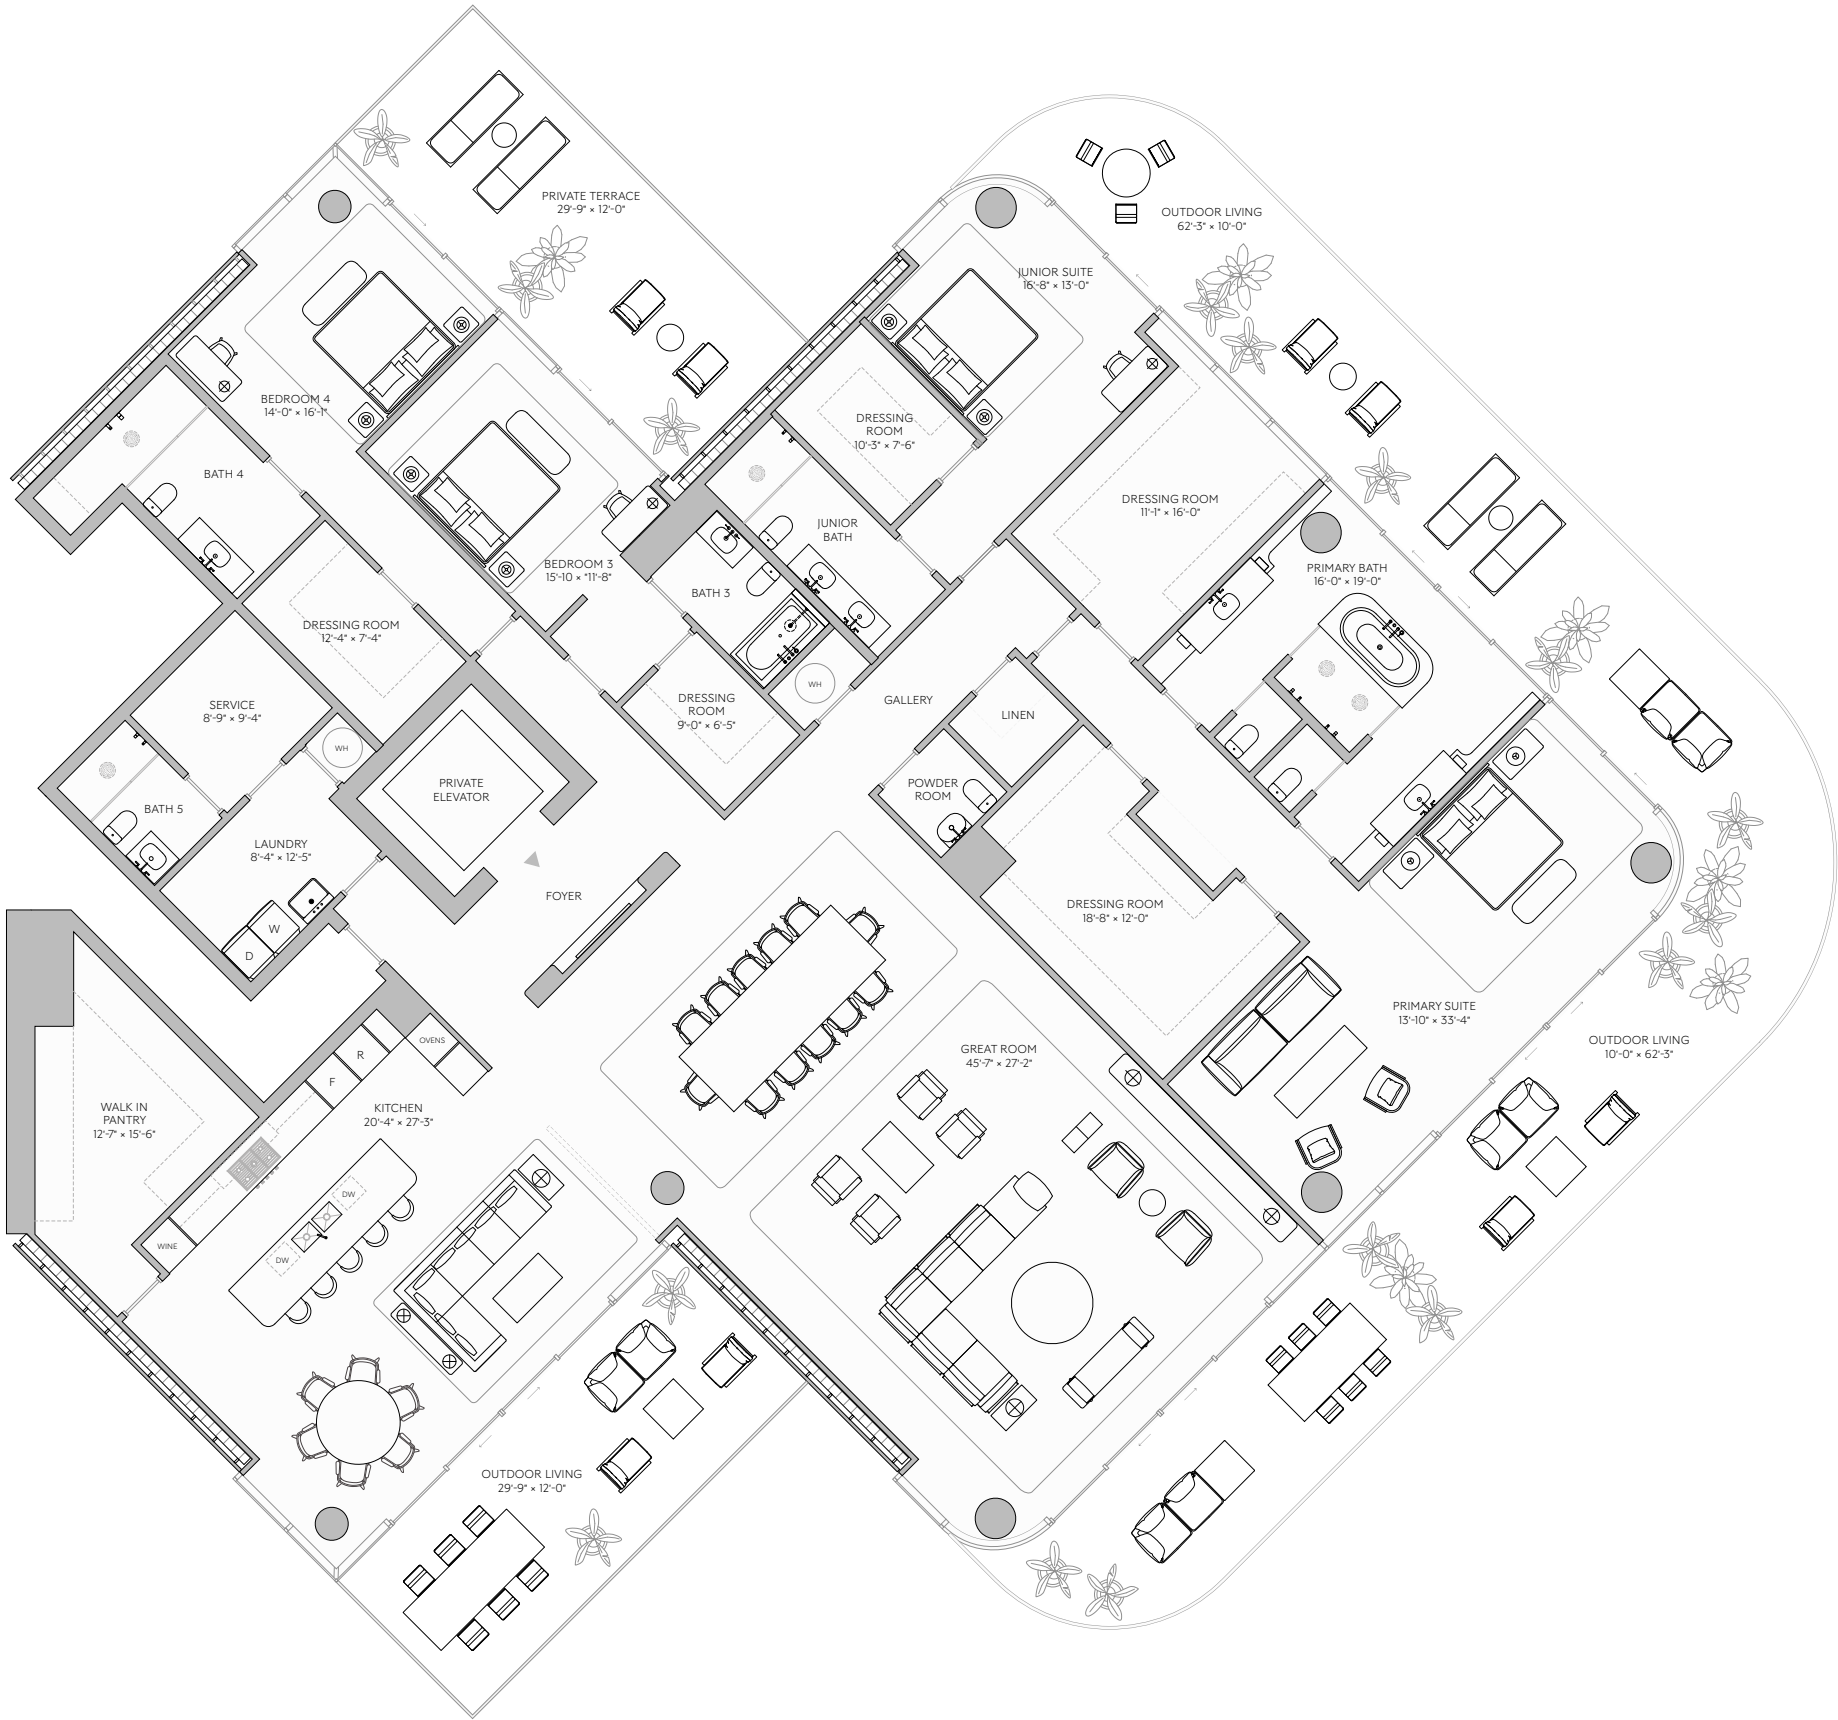 PRIVATE TERRACE
29'-9" × 12'-0"
OUTDOOR LIVING
62'-3" × 10'-0"
JUNIOR SUITE
16'-8" × 13'-0"
BEDROOM 4
14'-0" × 16'-1"
DRESSING
ROOM
10'-3" × 7'-6"
BATH 4
DRESSING ROOM
11'-1" × 16'-0"
JUNIOR
BATH
BEDROOM 3
15'-10 × "11'-8"
PRIMARY BATH
16'-0" × 19'-0"
BATH 3
DRESSING ROOM
12'-4" × 7'-4"
WH
DRESSING
ROOM
9'-0" × 6'-5"
GALLERY
SERVICE
8'-9" × 9'-4"
LINEN
WH
PRIVATE
ELEVATOR
POWDER
ROOM
BATH 5
LAUNDRY
8'-4" × 12'-5"
FOYER
DRESSING ROOM
18'-8" × 12'-0"
W
D
PRIMARY SUITE
13'-10" × 33'-4"
OVENS
OUTDOOR LIVING
10'-0" × 62'-3"
R
GREAT ROOM
45'-7" × 27'-2"
F
WALK IN
PANTRY
12'-7" × 15'-6"
KITCHEN
20'-4" × 27'-3"
DW
WINE
DW
OUTDOOR LIVING
29'-9" × 12'-0"